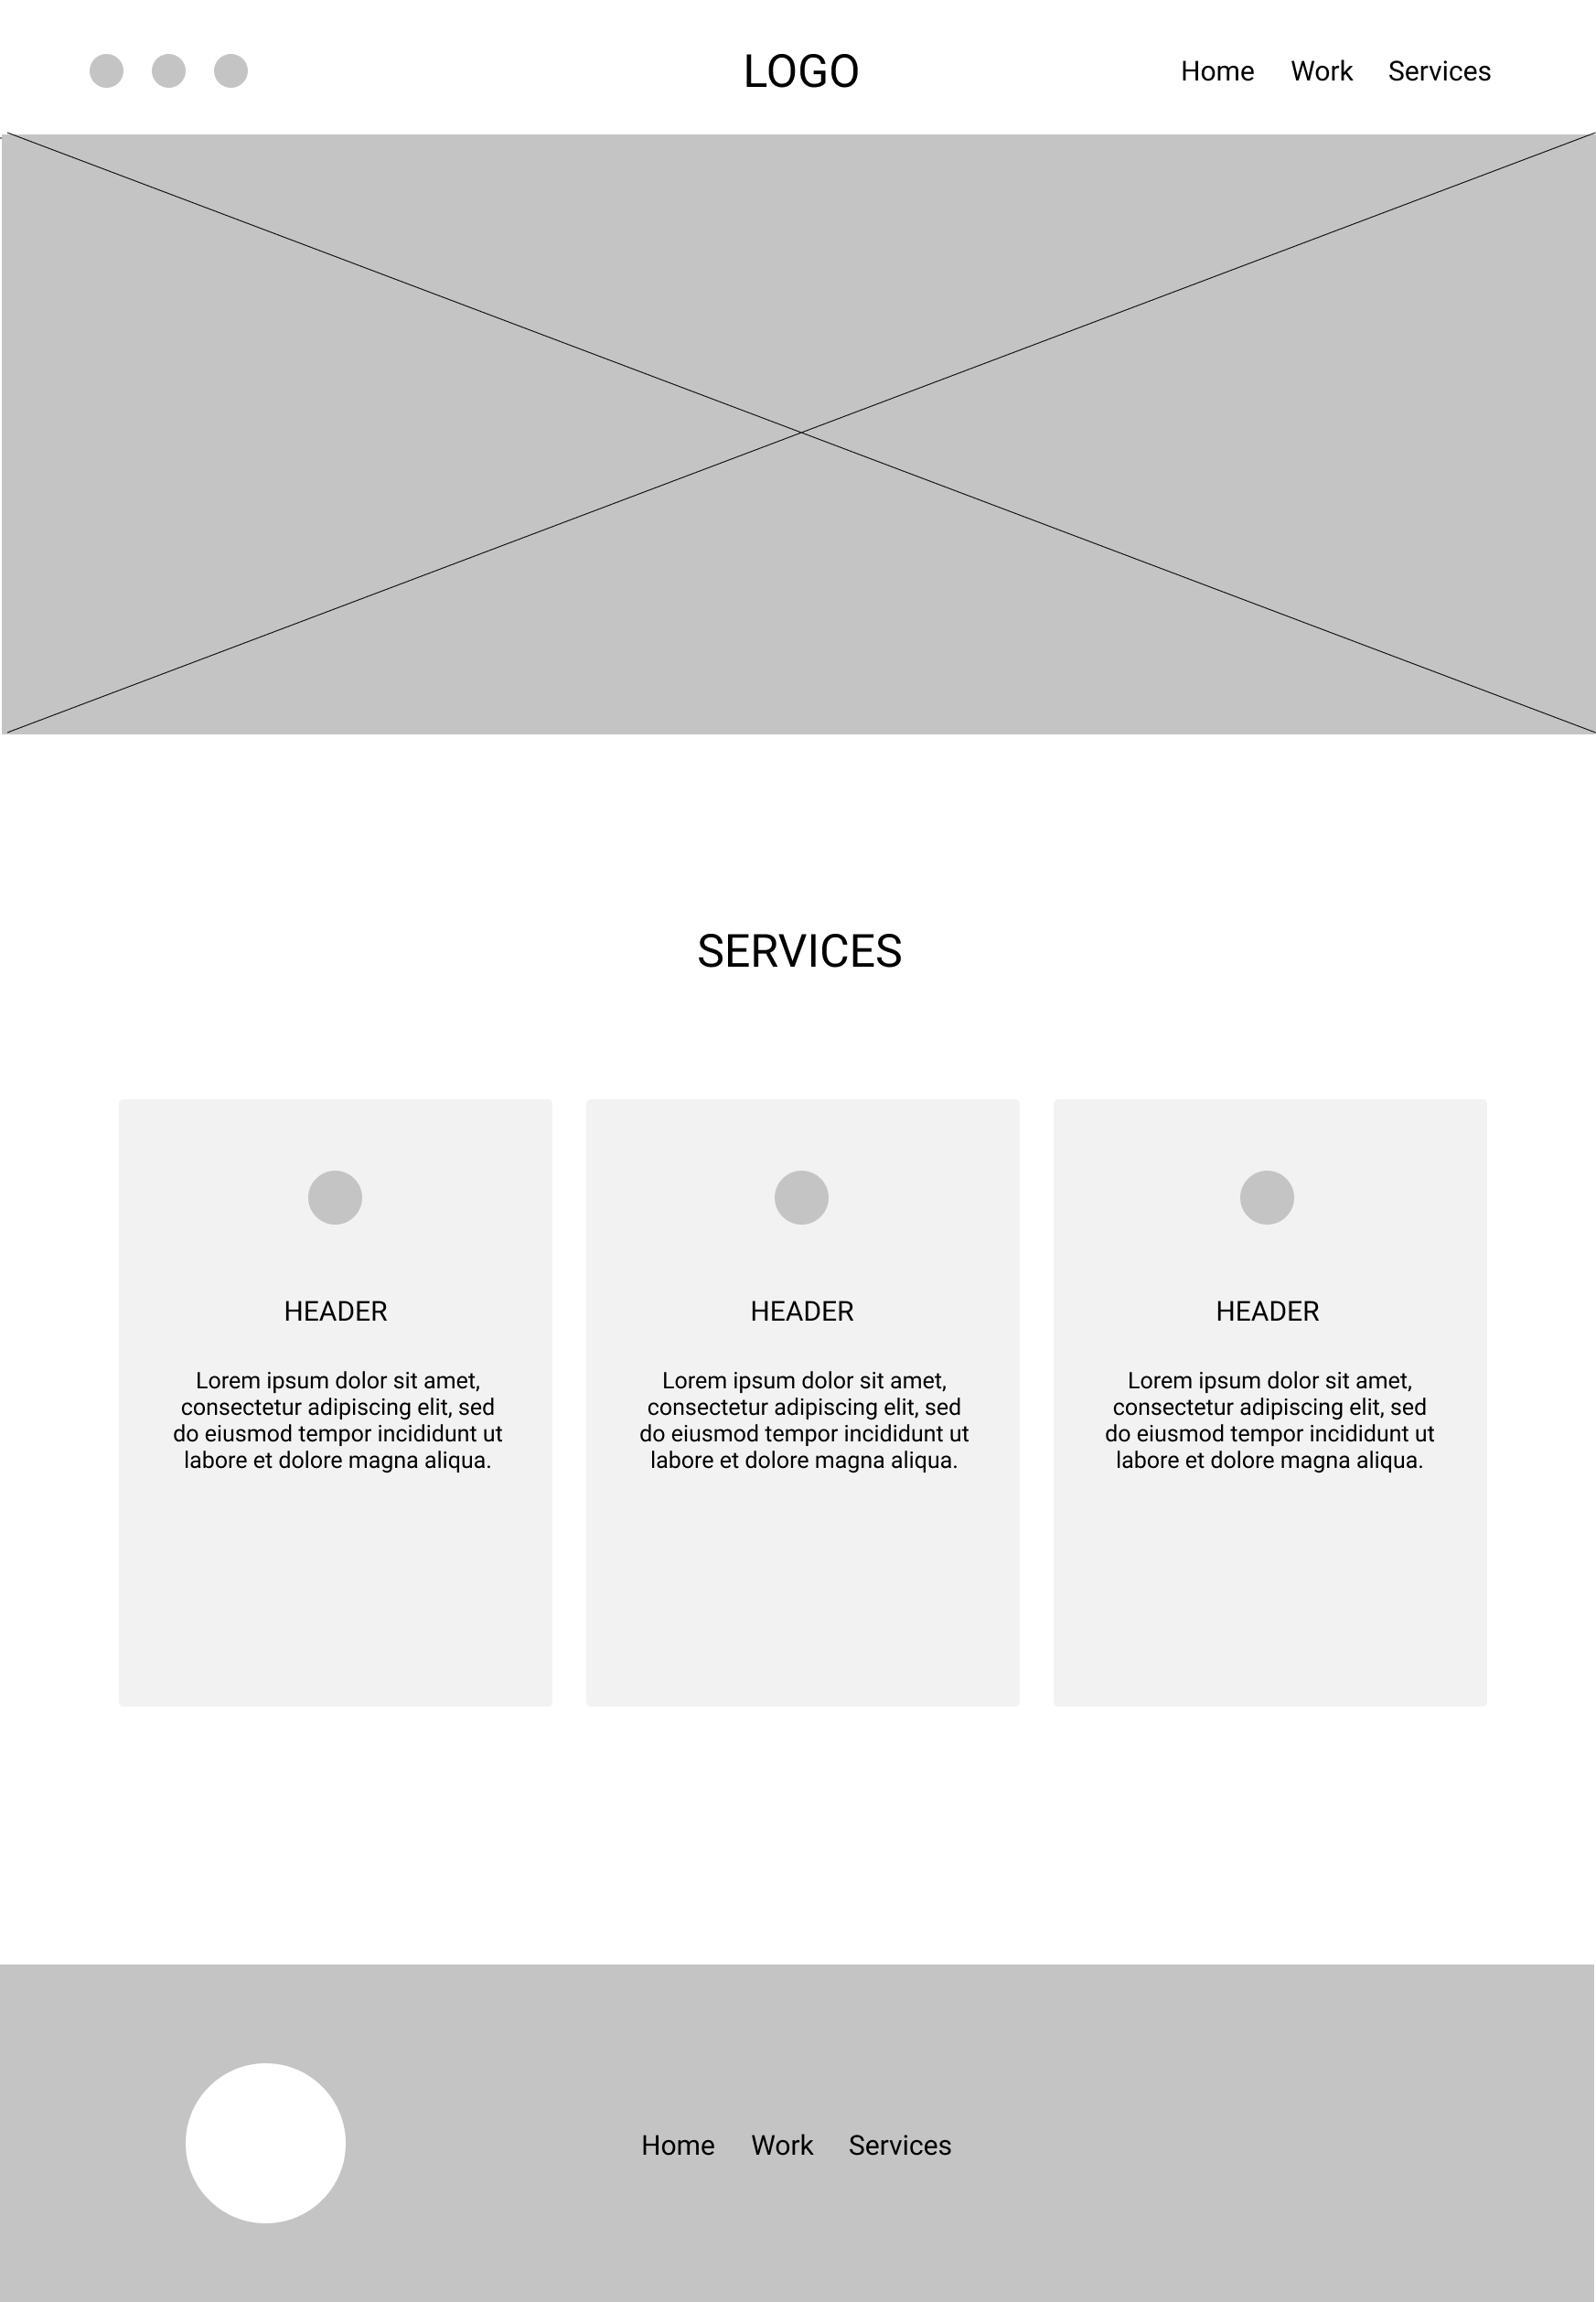 LOGO
Home Work Services
SERVICES
HEADER
Lorem ipsum dolor sit amet,
consectetur adipiscing elit, sed
do eiusmod tempor incididunt ut
labore et dolore magna aliqua.
HEADER
Lorem ipsum dolor sit amet,
consectetur adipiscing elit, sed
do eiusmod tempor incididunt ut
labore et dolore magna aliqua.
HEADER
Lorem ipsum dolor sit amet,
consectetur adipiscing elit, sed
do eiusmod tempor incididunt ut
labore et dolore magna aliqua.
Home Work Services